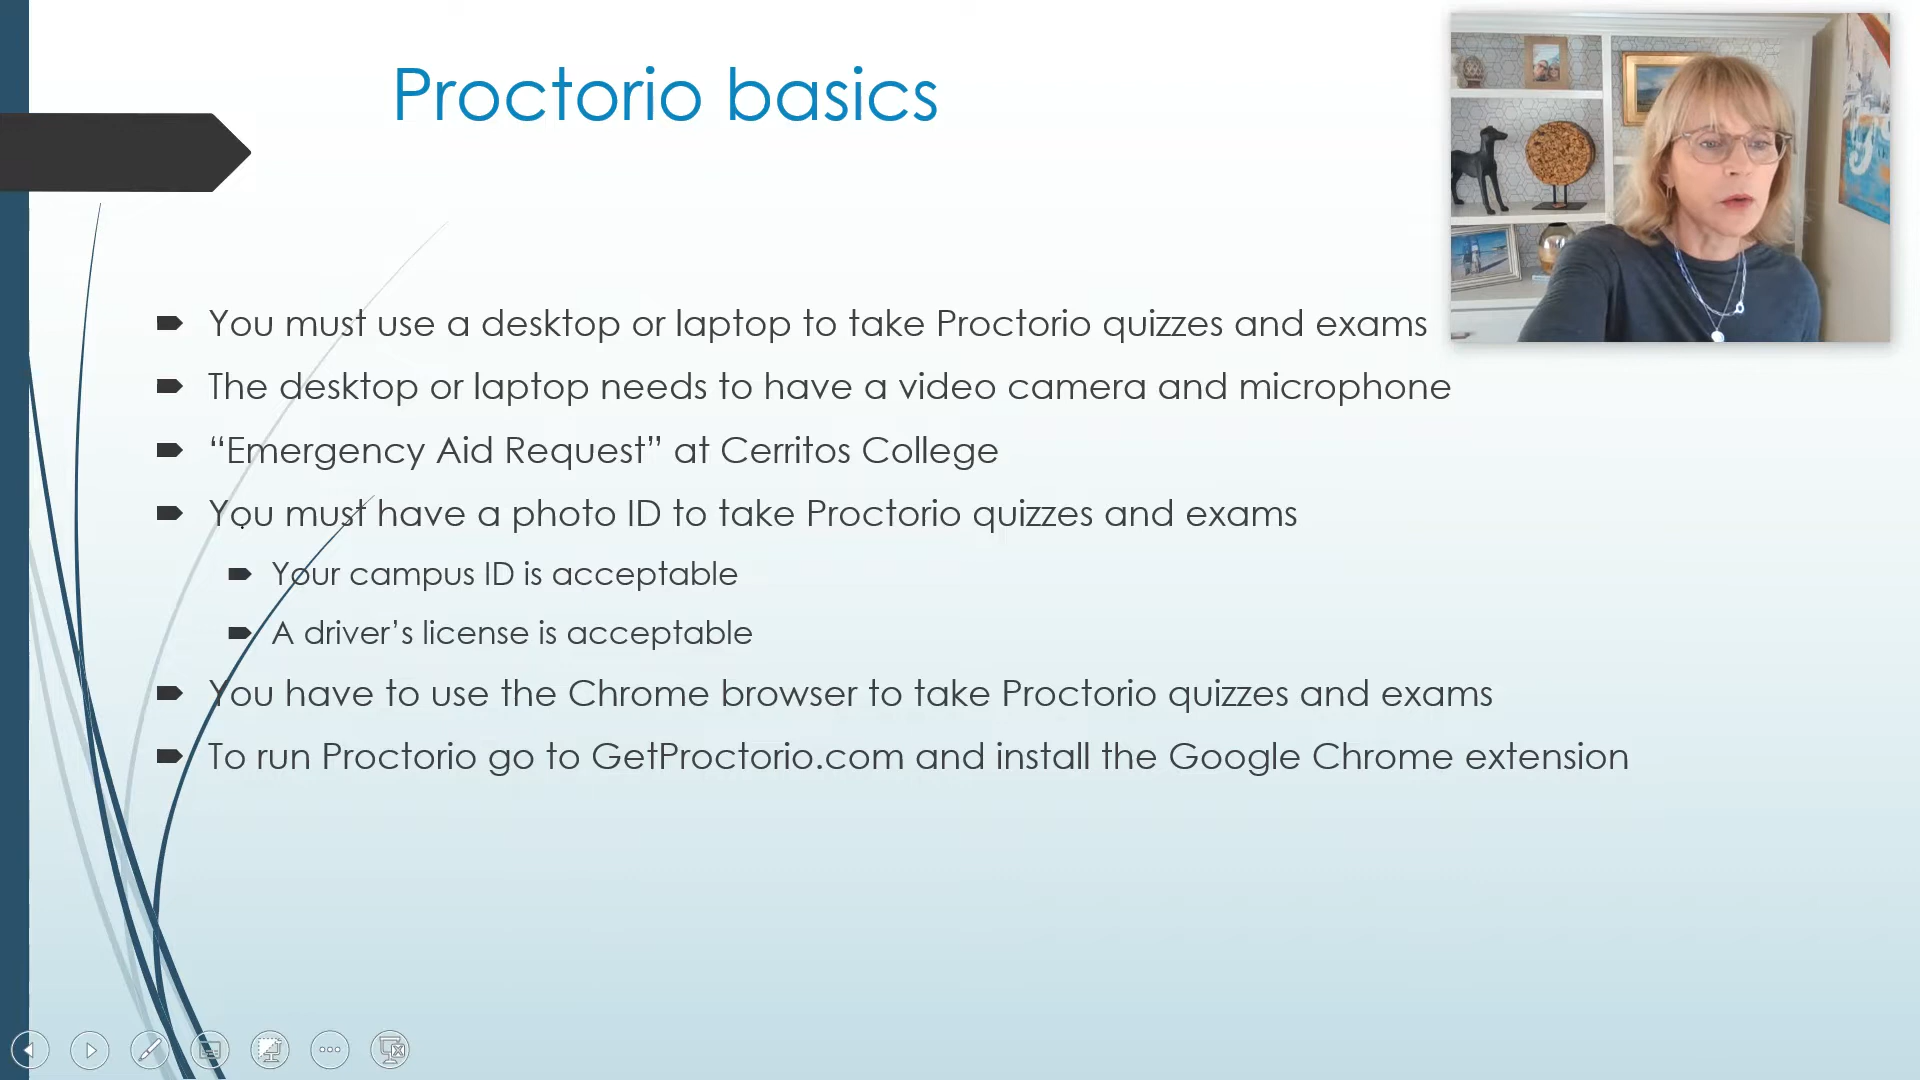 Proctorio basics
You must use a desktop or laptop to take Proctorio quizzes and exams
The desktop or laptop needs to have a video camera and microphone
“Emergency Aid Request” at Cerritos College
You must have a photo ID to take Proctorio quizzes and exams
Your campus ID is acceptable
A driver’s license is acceptable
You have to use the Chrome browser to take Proctorio quizzes and exams
To run Proctorio go to GetProctorio.com and install the Google Chrome extension